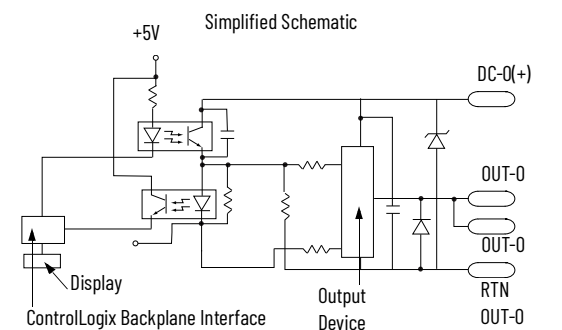 Simplified Schematic
+5V
DC-0(+)
OUT-0
OUT-0
RTN
OUT-0
Display
Output
Device
ControlLogix Backplane Interface